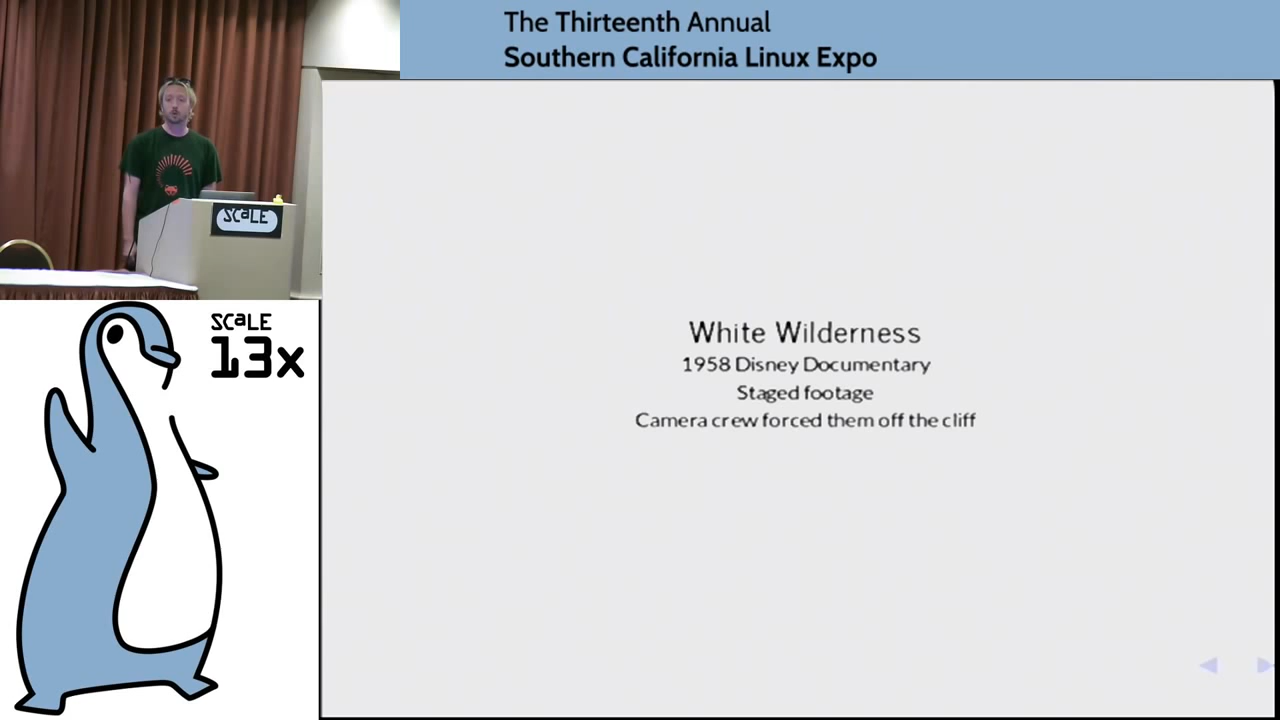 The Thirteenth Annual
Southern California Linux Expo
SCaLE
SCaLE
13x
White Wilderness
1958 Disney Documentary
Staged footage
Camera crew forced them off the cliff